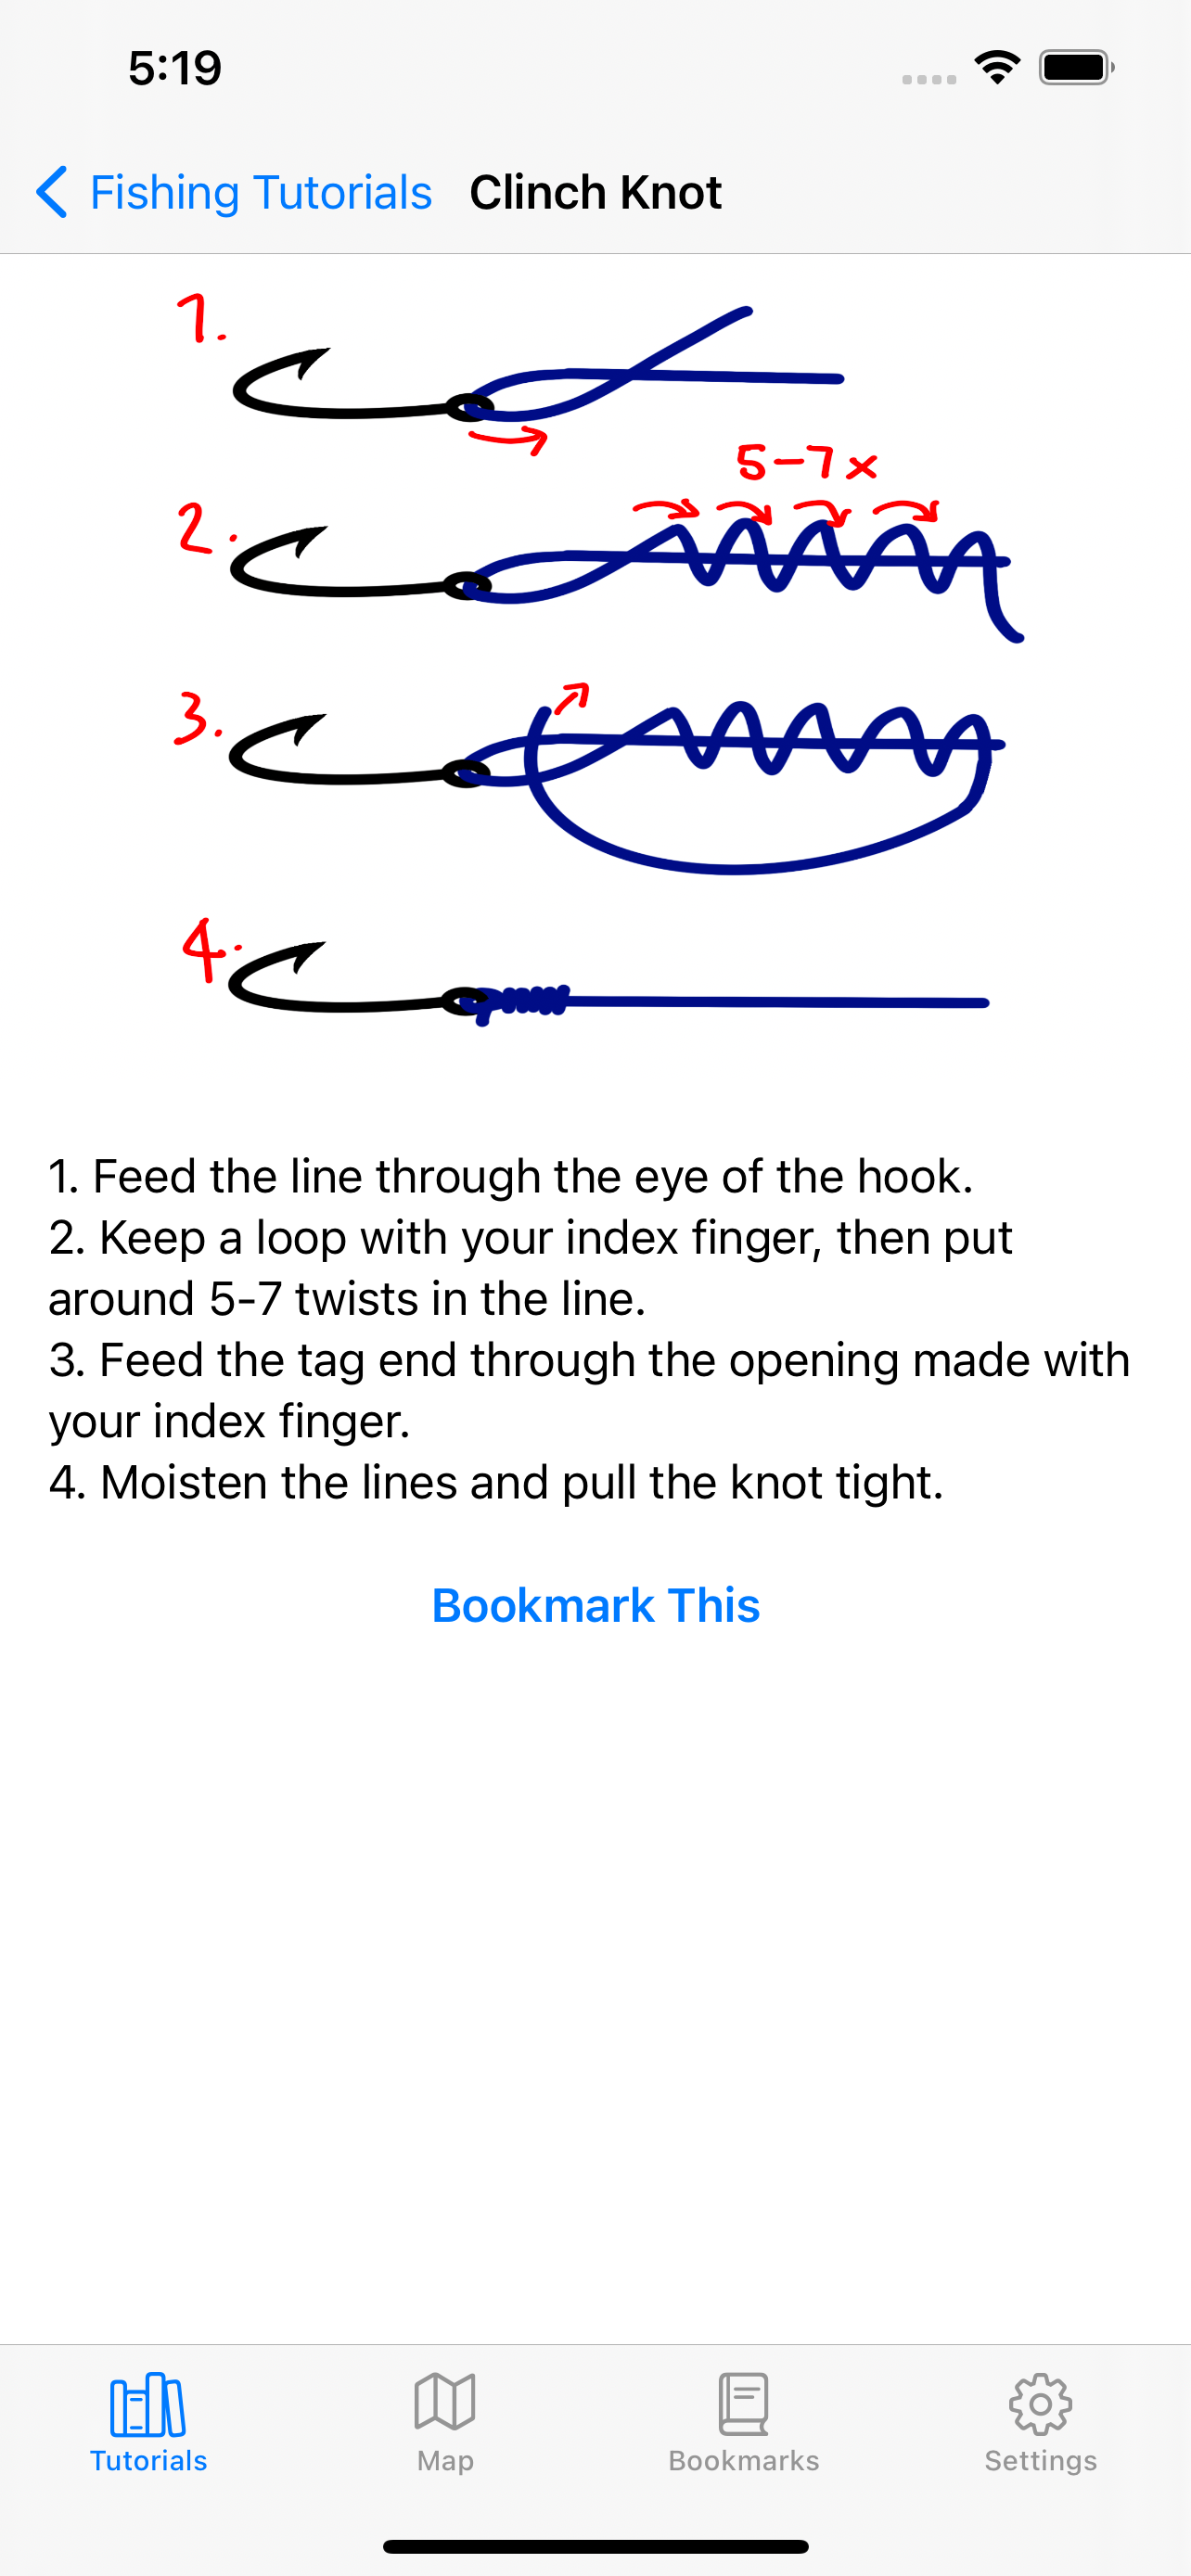 5:19
Fishing Tutorials Clinch Knot
1.
5-7x
2.
3.
4.
1. Feed the line through the eye of the hook.
2. Keep a loop with your index finger, then put
around 5-7 twists in the line.
3. Feed the tag end through the opening made with
your index finger.
4. Moisten the lines and pull the knot tight.
Bookmark This
Tutorials Map Bookmarks Settings